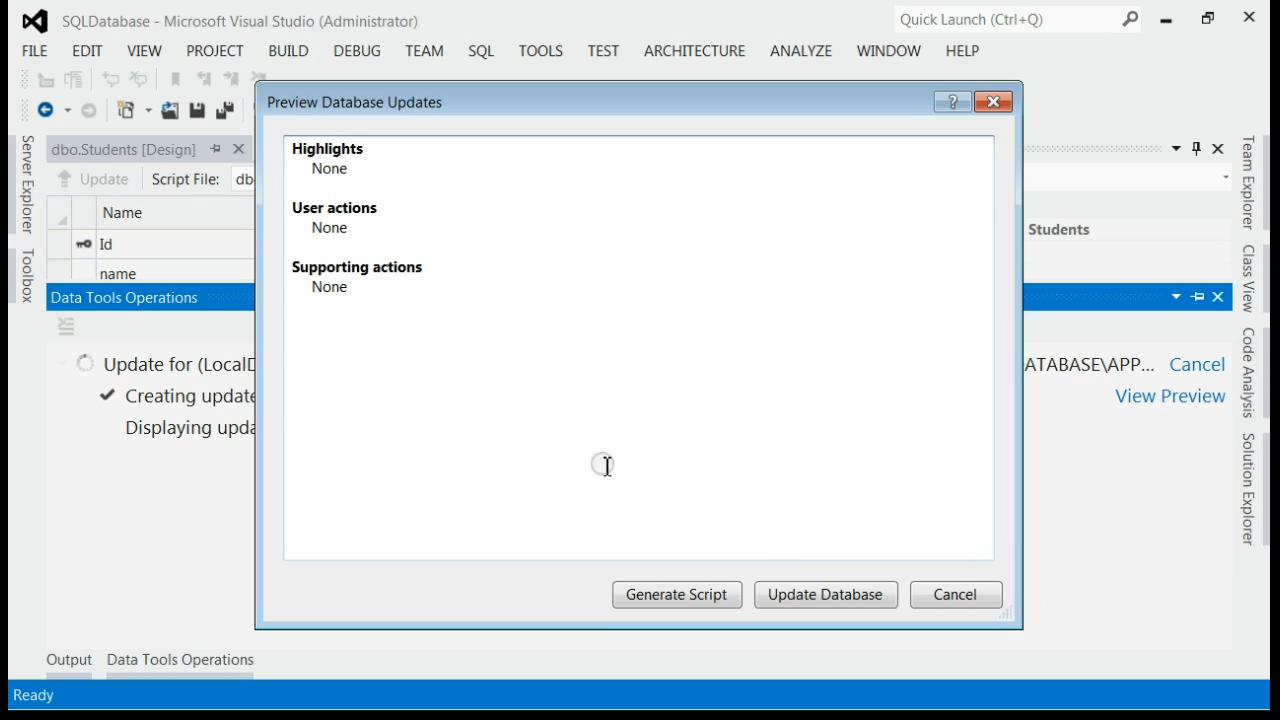 SQLDatabase - Microsoft Visual Studio (Administrator)
Quick Launch (Ctrl+Q)
FILE EDIT VIEW PROJECT BUILD DEBUG TEAM SQL TOOLS TEST ARCHITECTURE ANALYZE WINDOW HELP
Preview Database Updates
Highlights
None
User actions
None
Supporting actions
None
Generate Script Update Database Cancel
dbo.Students [Design]
Update Script File: db
Name
Id
name
Students
Data Tools Operations
Update for (LocalD
ATABASE\APP... Cancel
Creating update
View Preview
Displaying upda
Server Explorer
Toolbox
Team Explorer
Class View
Code Analysis
Solution Explorer
Output Data Tools Operations
Ready